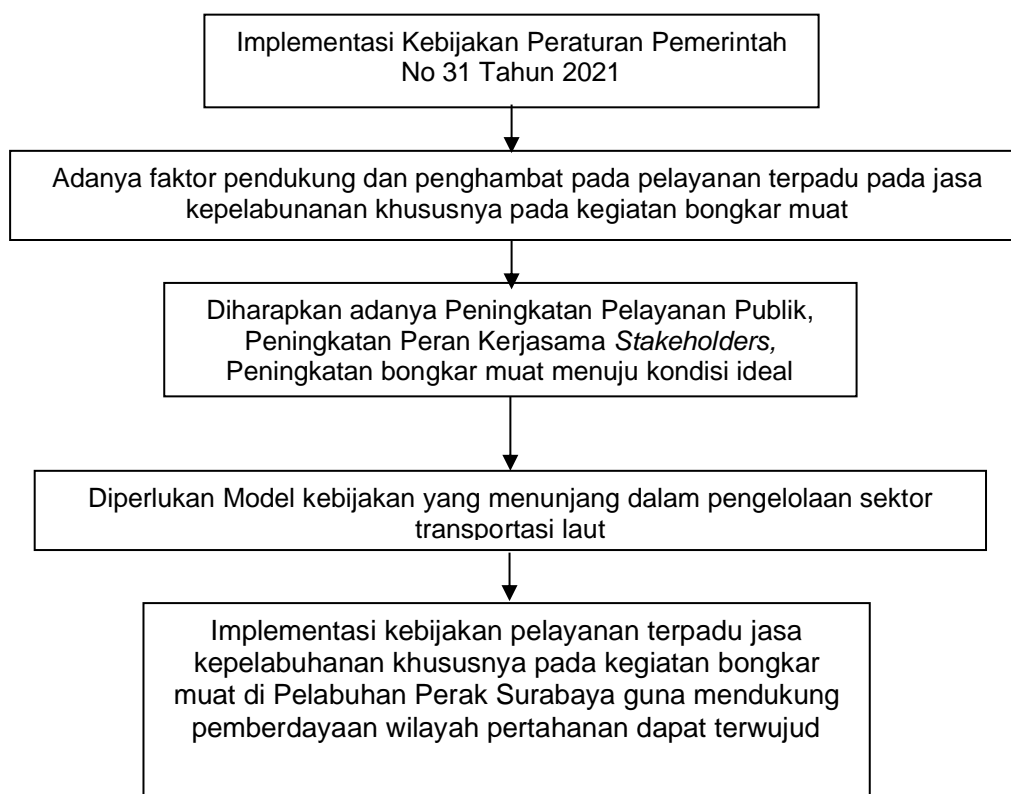 Implementasi Kebijakan Peraturan Pemerintah
No 31 Tahun 2021
Adanya faktor pendukung dan penghambat pada pelayanan terpadu pada jasa
kepelabunanan khususnya pada kegiatan bongkar muat
Diharapkan adanya Peningkatan Pelayanan Publik,
Peningkatan Peran Kerjasama Stakeholders,
Peningkatan bongkar muat menuju kondisi ideal
Diperlukan Model kebijakan yang menunjang dalam pengelolaan sektor
transportasi laut
Implementasi kebijakan pelayanan terpadu jasa
kepelabuhanan khususnya pada kegiatan bongkar
muat di Pelabuhan Perak Surabaya guna mendukung
pemberdayaan wilayah pertahanan dapat terwujud